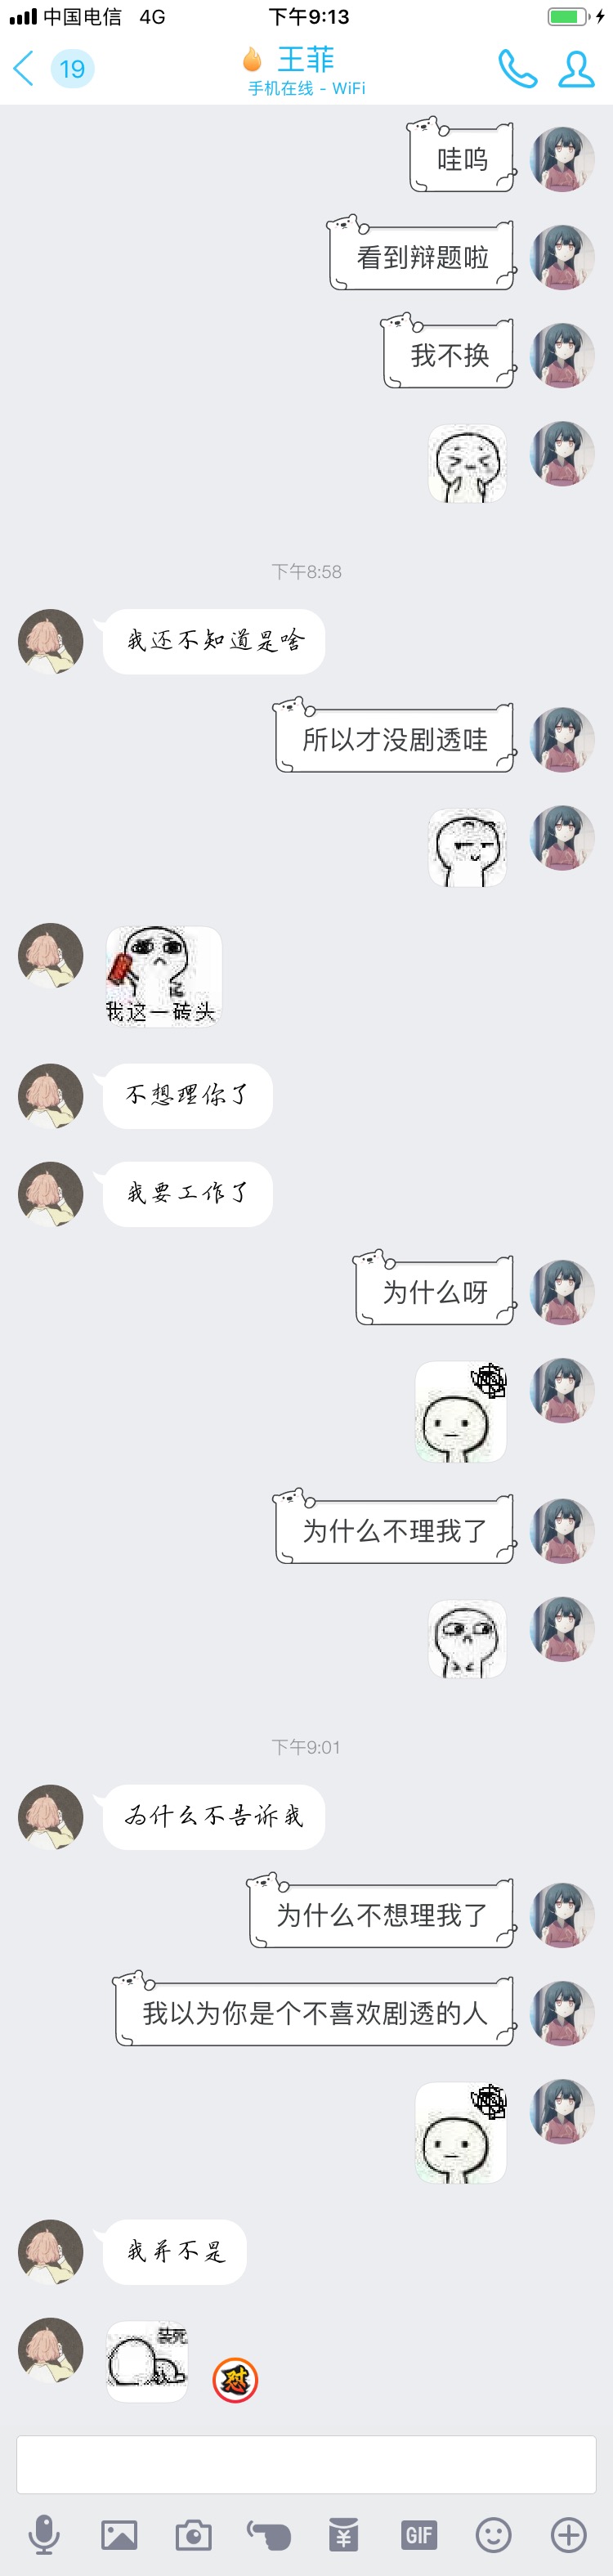 中国电信 4G 下午9:13
19
王菲
手机在线 - WiFi
哇呜
看到辩题啦
我不换
下午8:58
我还不知道是啥
所以才没剧透哇
我这一砖头
不想理你了
我要工作了
为什么呀
为什么不理我了
下午9:01
为什么不告诉我
为什么不想理我了
我以为你是个不喜欢剧透的人
我并不是
装死
怼
GIF